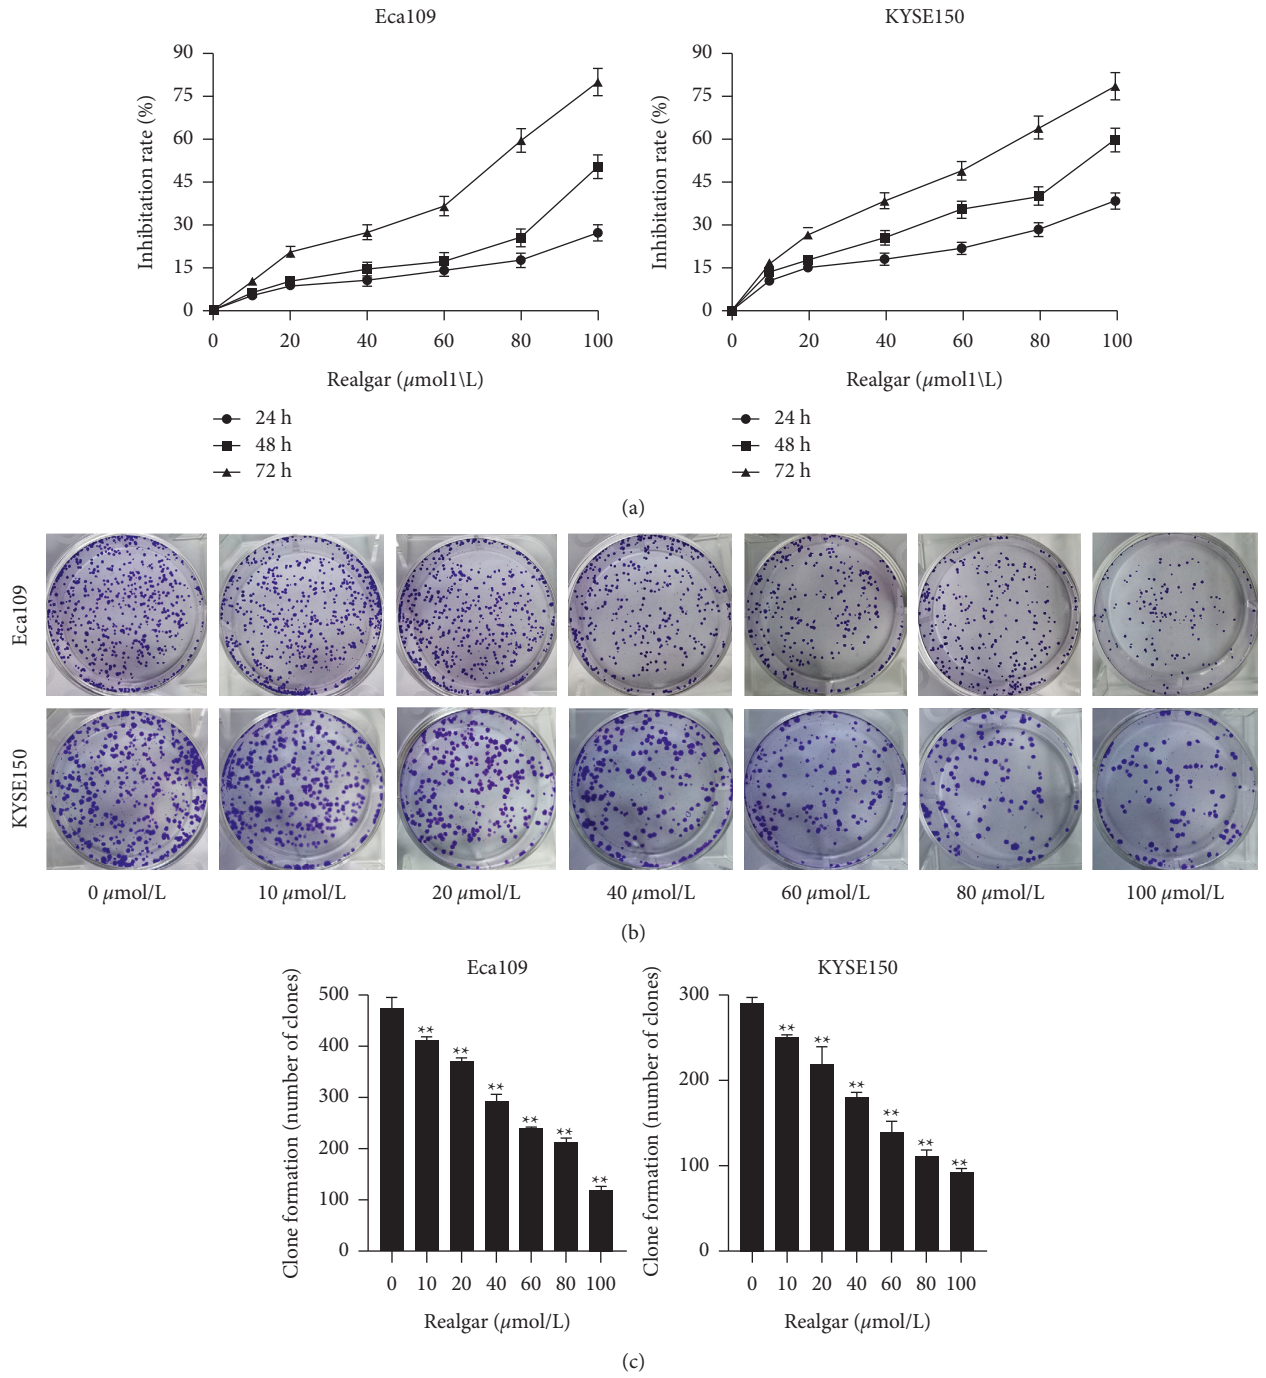 Eca109
KYSE150
Inhibitation rate (%)
90
75
60
45
30
15
0
0 20 40 60 80 100
Realgar (μmol1\L)
24 h
48 h
72 h
Inhibitation rate (%)
90
75
60
45
30
15
0
0 20 40 60 80 100
Realgar (μmol1\L)
24 h
48 h
72 h
(a)
Eca109
KYSE150
0 μmol/L 10 μmol/L 20 μmol/L 40 μmol/L 60 μmol/L 80 μmol/L 100 μmol/L
(b)
Eca109
Clone formation (number of clones)
500
400
300
200
100
0
** ** ** ** ** **
0 10 20 40 60 80 100
Realgar (μmol/L)
KYSE150
Clone formation (number of clones)
300
200
100
0
** ** ** ** ** **
0 10 20 40 60 80 100
Realgar (μmol/L)
(c)